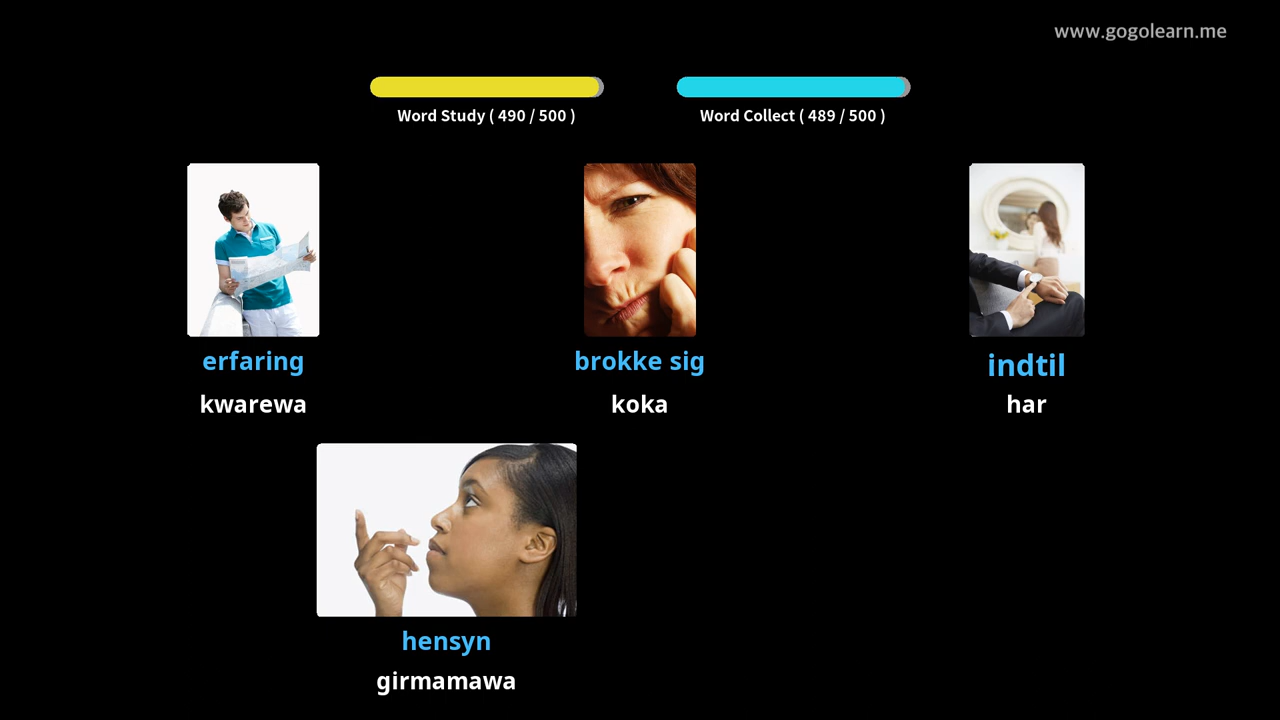 www.gogolearn.me
Word Study ( 490 / 500 )
Word Collect ( 489 / 500 )
erfaring
kwarewa
brokke sig
koka
indtil
har
hensyn
girmamawa